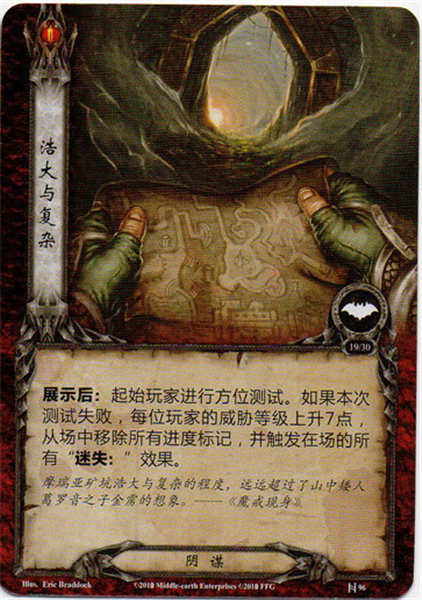 浩大与复杂
19/30
展示后：起始玩家进行方位测试。如果本次
测试失败，每位玩家的威胁等级上升7点，
从场中移除所有进度标记，并触发在场的所
有“迷失：”效果。
摩瑞亚矿坑浩大与复杂的程度，远远超过了山中矮人
葛罗音之子金雳的想象。——《魔戒现身》
阴谋
Illus. Eric Braddock
©2010 Middle-earth Enterprises ©2010 FFG
96